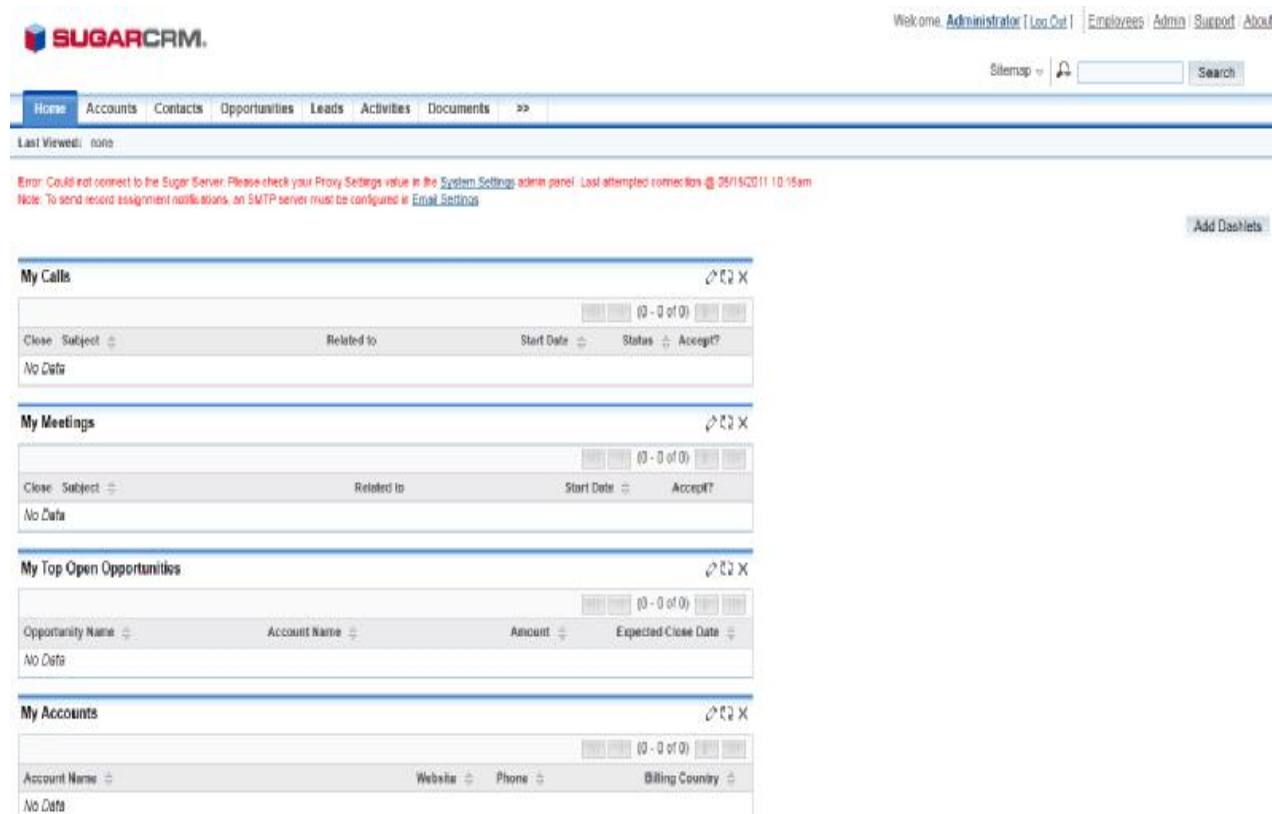 Welcome, Administrator [ Log Out ] | Employees | Admin | Support | About
SUGARCRM.
Sitemap Search
Home Accounts Contacts Opportunities Leads Activities Documents >>
Last Viewed: none
Error: Could not connect to the Sugar Server. Please check your Proxy Settings value in the System Settings admin panel. Last attempted connection @ 10:15am
Note: To send record assignment notifications, an SMTP server must be configured in Email Settings
Add Dashlets
My Calls
(0 - 0 of 0)
Close Subject Related to Start Date Status Accept?
No Data
My Meetings
(0 - 0 of 0)
Close Subject Related to Start Date Accept?
No Data
My Top Open Opportunities
(0 - 0 of 0)
Opportunity Name Account Name Amount Expected Close Date
No Data
My Accounts
(0 - 0 of 0)
Account Name Website Phone Billing Country
No Data